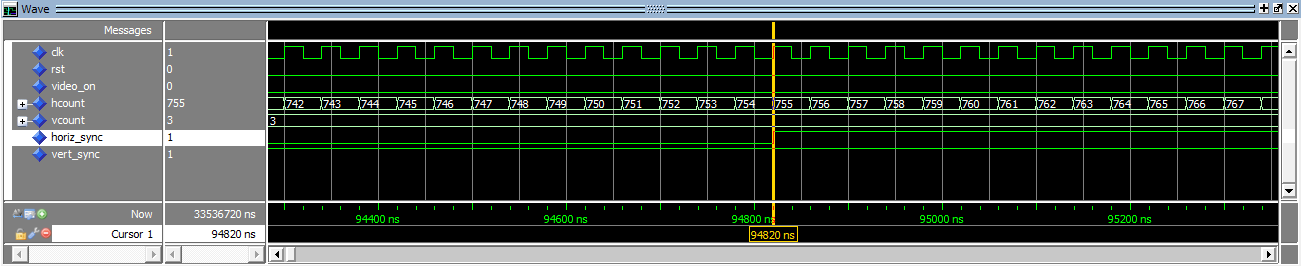 Wave
Messages
clk 1
rst 0
video_on 0
hcount 755 742 743 744 745 746 747 748 749 750 751 752 753 754 755 756 757 758 759 760 761 762 763 764 765 766 767
vcount 3 3
horiz_sync 1
vert_sync 1
Now 33536720 ns 94400 ns 94600 ns 94800 ns 95000 ns 95200 ns
Cursor 1 94820 ns 94820 ns